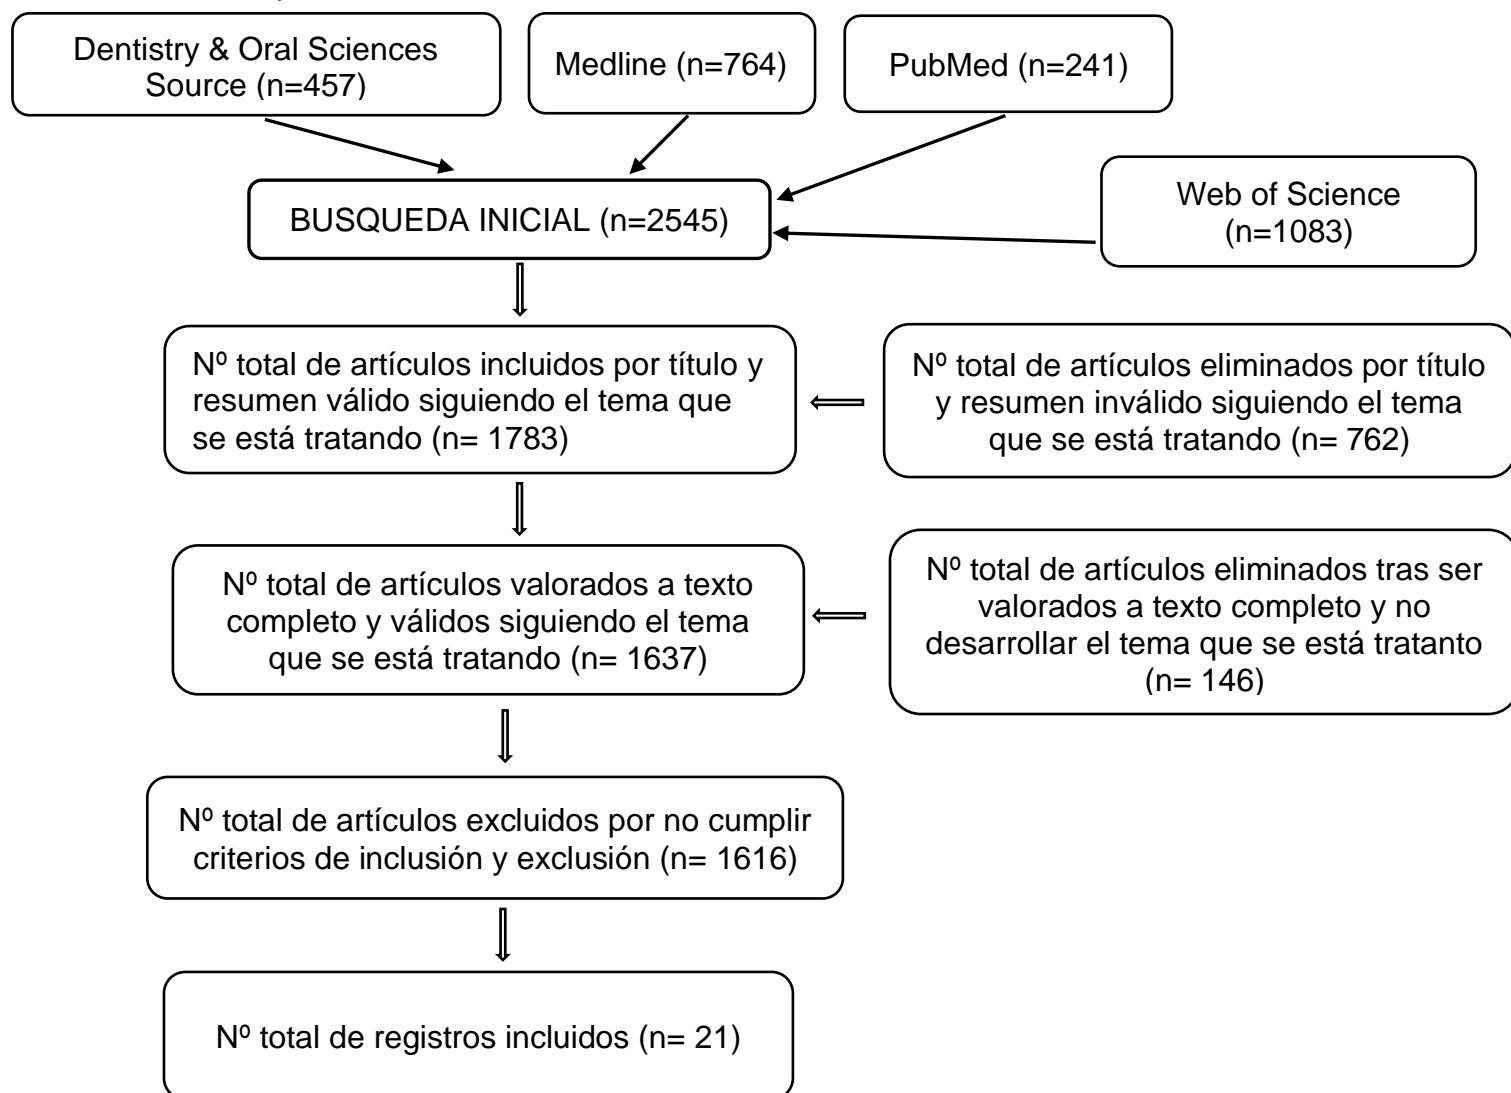 Dentistry & Oral Sciences
Source (n=457)
Medline (n=764)
PubMed (n=241)
BUSQUEDA INICIAL (n=2545)
Web of Science
(n=1083)
Nº total de artículos incluidos por título y
resumen válido siguiendo el tema que
se está tratando (n= 1783)
Nº total de artículos eliminados por título
y resumen inválido siguiendo el tema
que se está tratando (n= 762)
Nº total de artículos valorados a texto
completo y válidos siguiendo el tema
que se está tratando (n= 1637)
Nº total de artículos eliminados tras ser
valorados a texto completo y no
desarrollar el tema que se está tratanto
(n= 146)
Nº total de artículos excluidos por no cumplir
criterios de inclusión y exclusión (n= 1616)
Nº total de registros incluidos (n= 21)